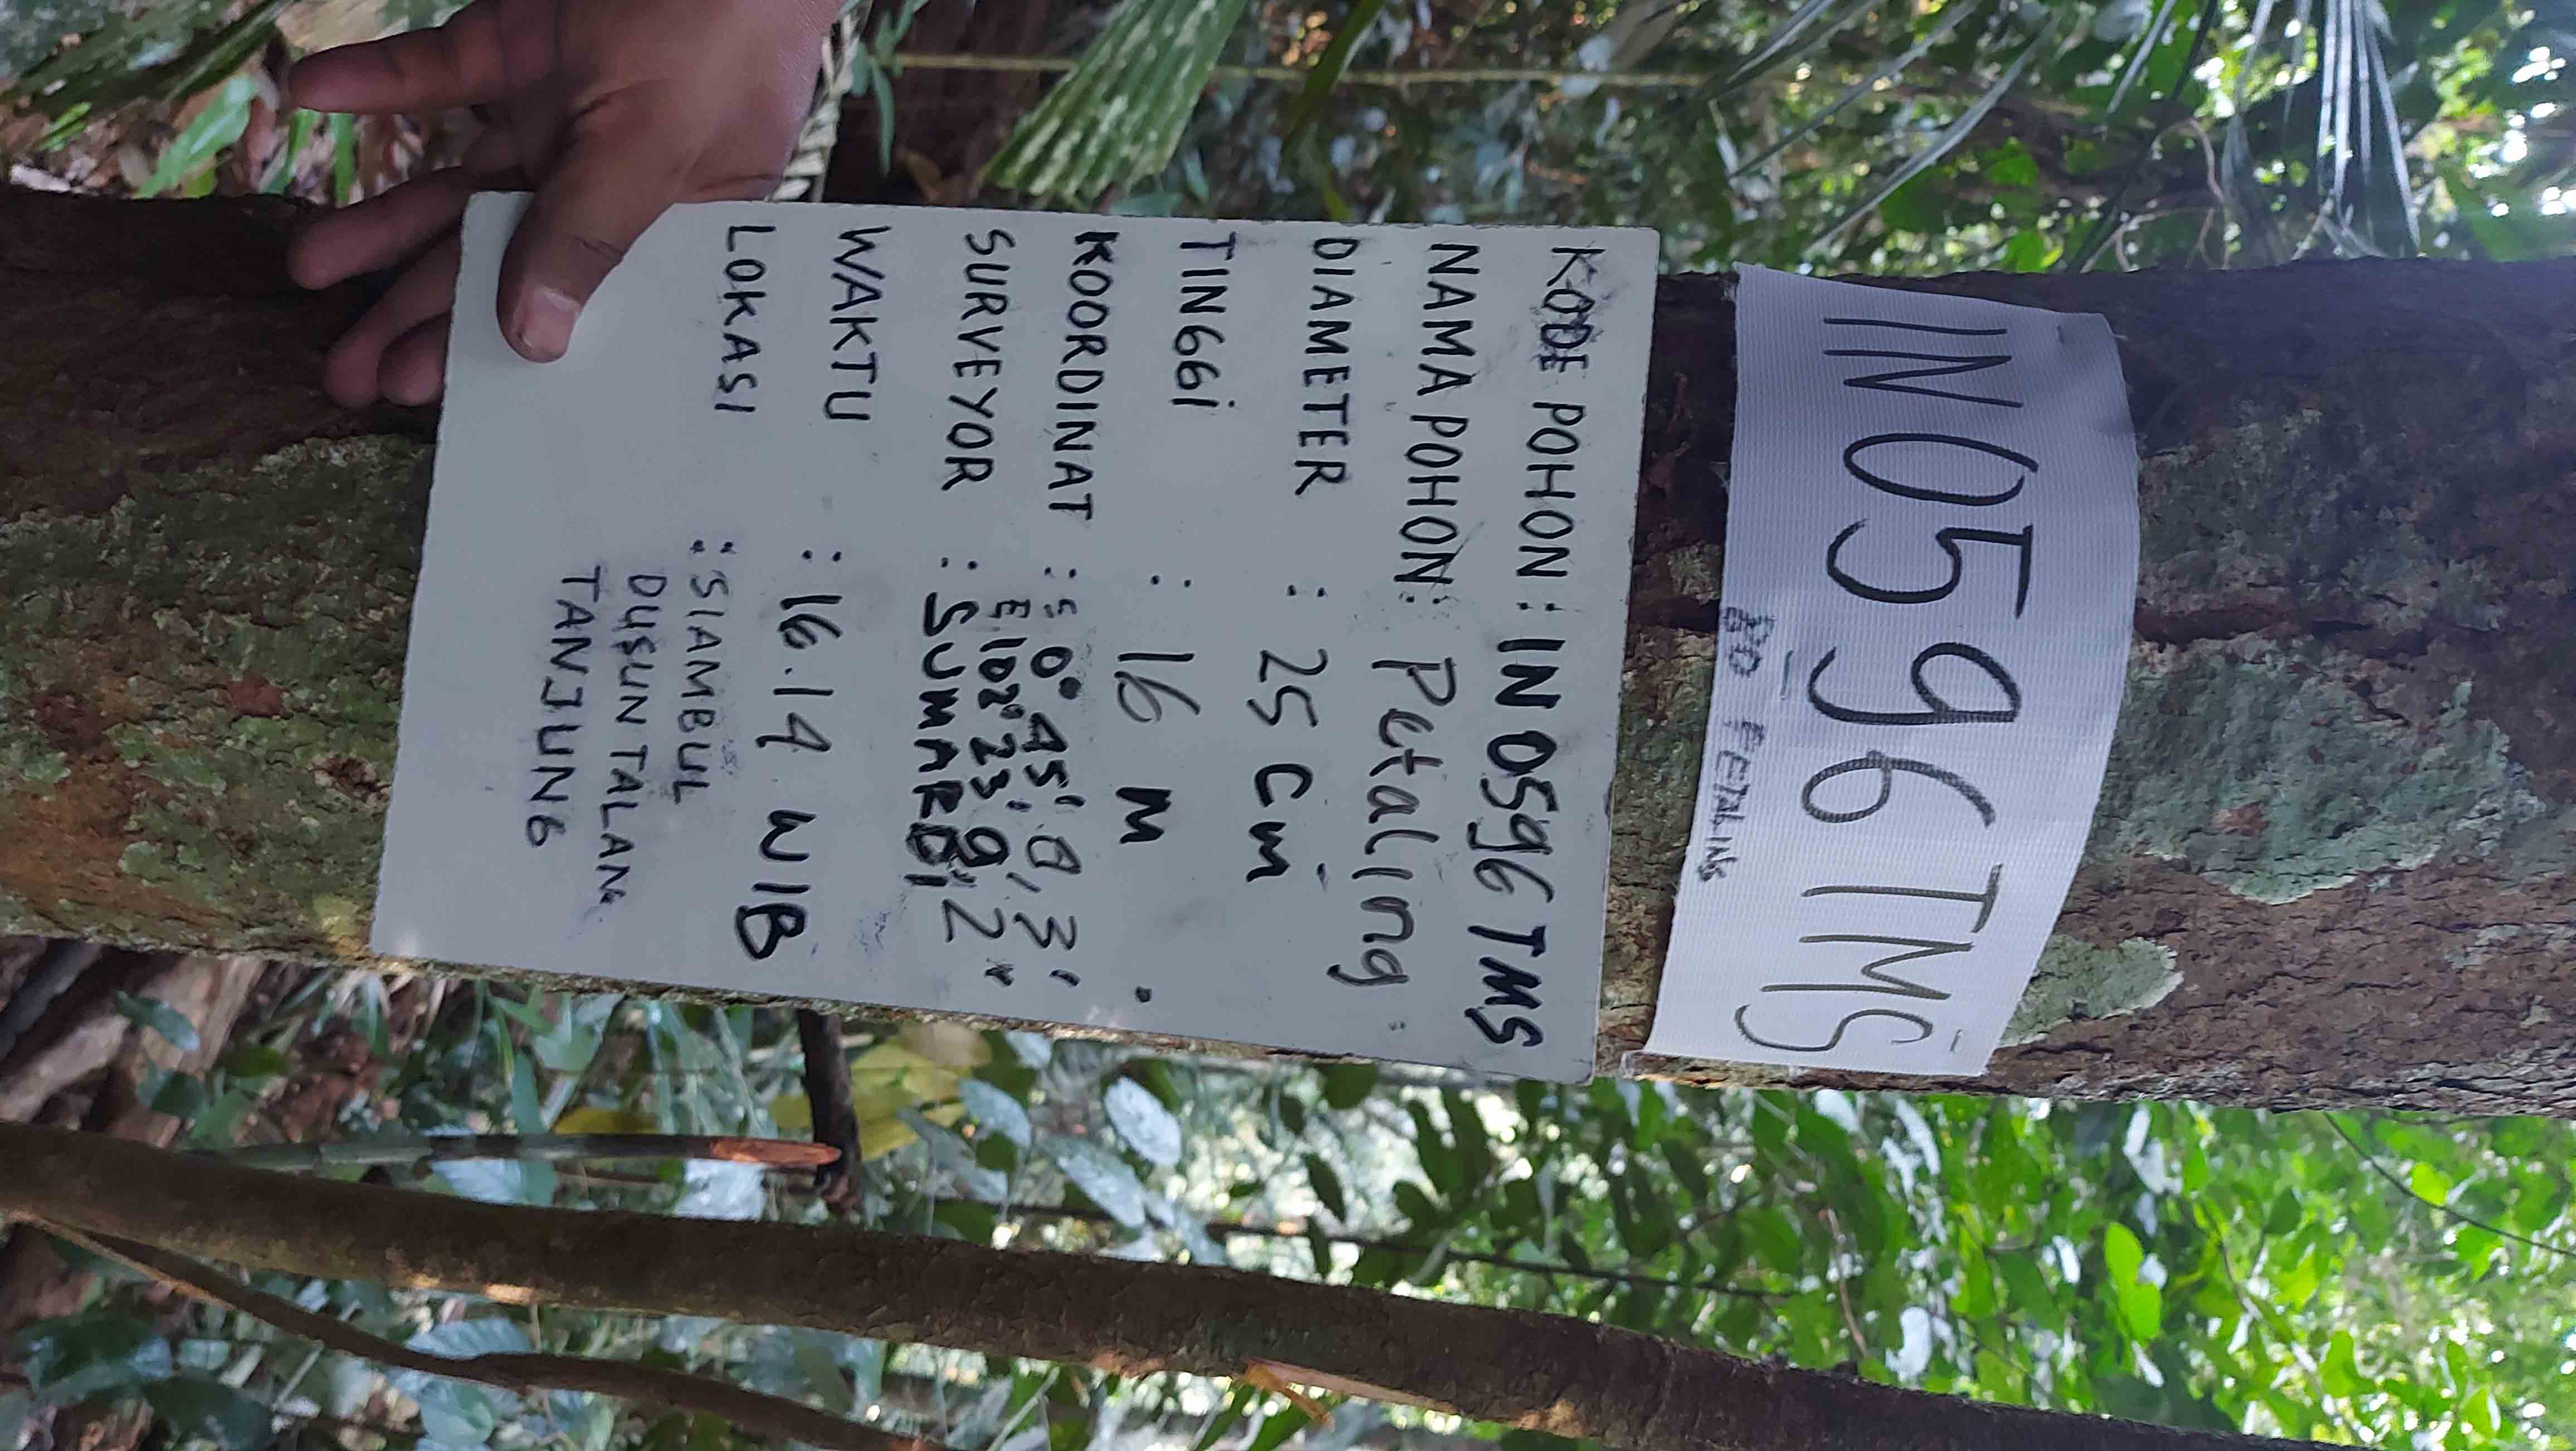 IN0596TMS
PETALING
KODE POHON : IN 0596 TMS
NAMA POHON: Petaling
DIAMETER : 25 Cm
TINGGi : 16 M
KOORDINAT : S 0° 45', 8,3'
E 102° 23' 9,2"
SURVEYOR : SUMARDi
WAKTU : 16.14 WIB
LOKASI : SIAMBUL
DUSUN TALANG
TANJUNG